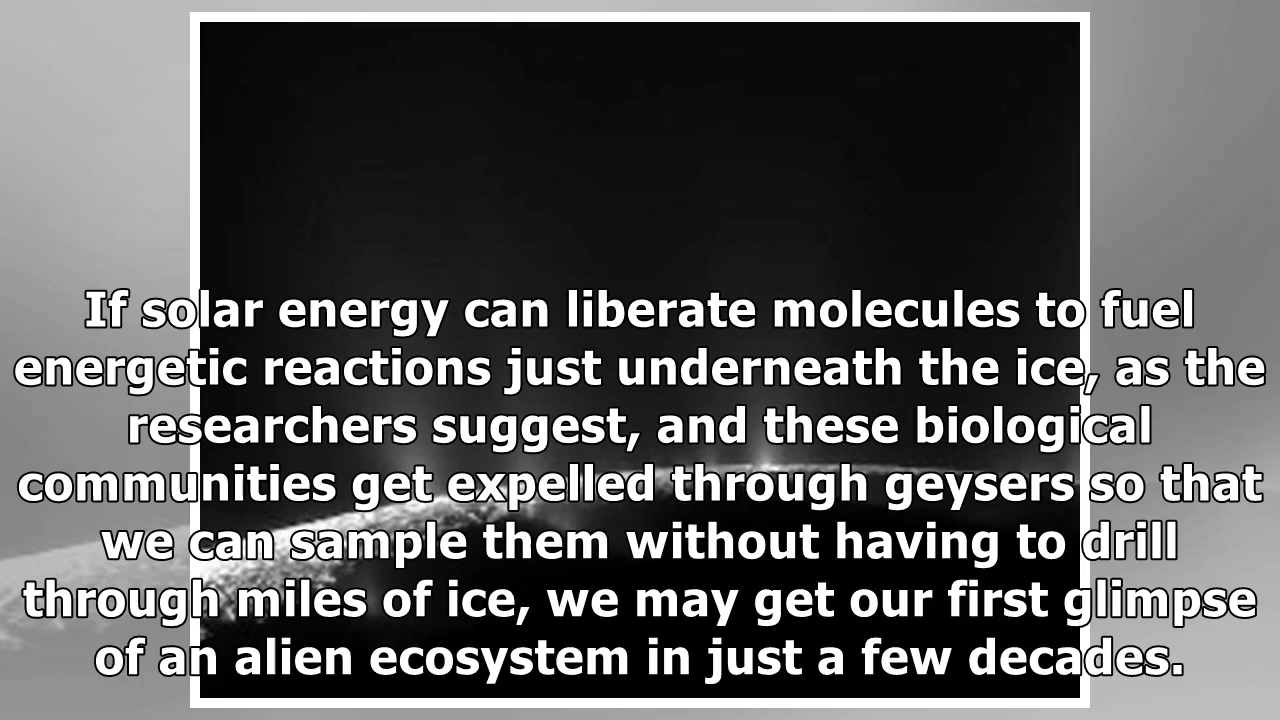 If solar energy can liberate molecules to fuel
energetic reactions just underneath the ice, as the
researchers suggest, and these biological
communities get expelled through geysers so that
we can sample them without having to drill
through miles of ice, we may get our first glimpse
of an alien ecosystem in just a few decades.